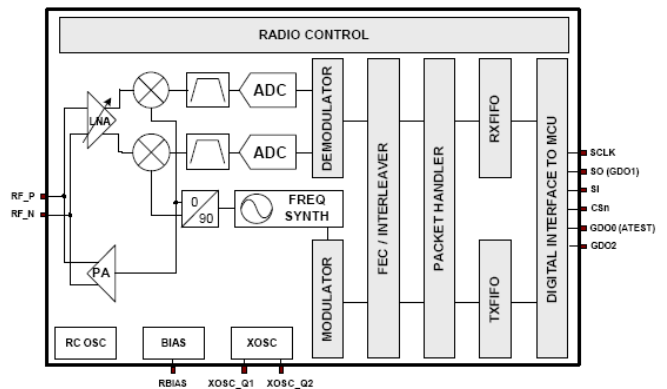 RADIO CONTROL
LNA
ADC
ADC
DEMODULATOR
FEC / INTERLEAVER
PACKET HANDLER
RXFIFO
DIGITAL INTERFACE TO MCU
SCLK
SO (GDO1)
SI
CSn
GDO0 (ATEST)
GDO2
RF_P
RF_N
0
90
FREQ
SYNTH
PA
MODULATOR
TXFIFO
RC OSC
BIAS
XOSC
RBIAS
XOSC_Q1
XOSC_Q2